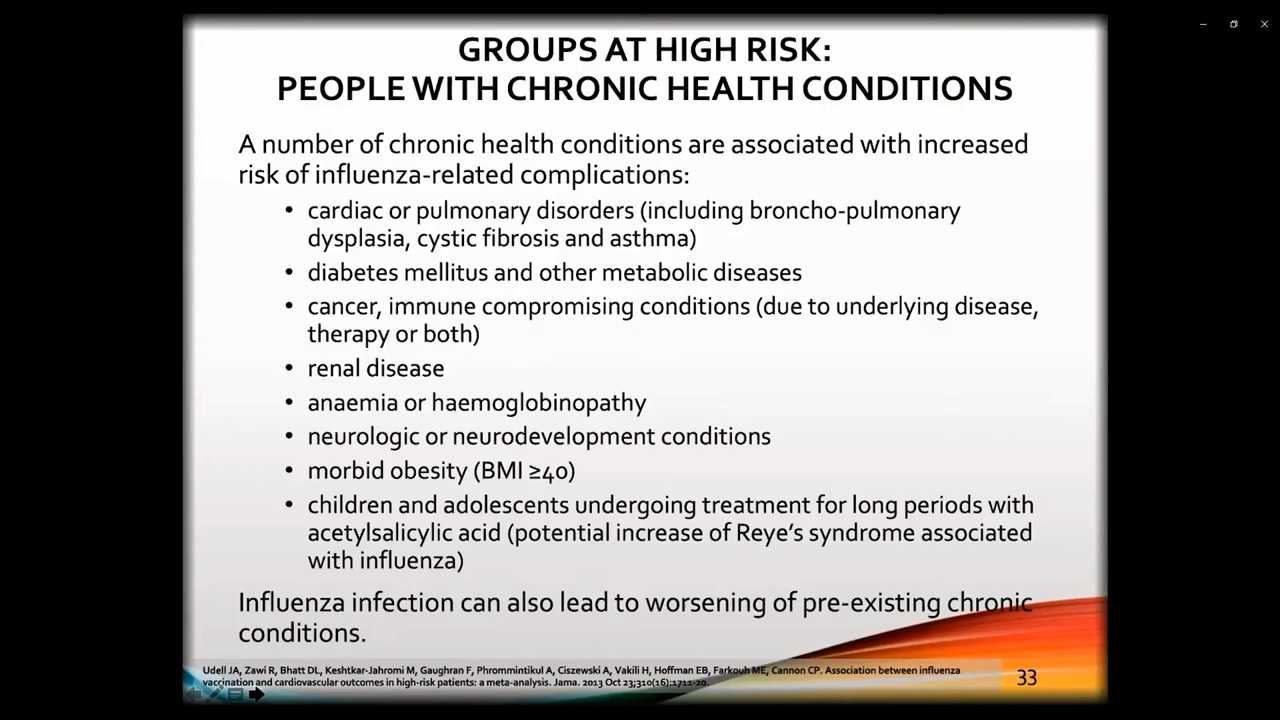 GROUPS AT HIGH RISK:
PEOPLE WITH CHRONIC HEALTH CONDITIONS
A number of chronic health conditions are associated with increased
risk of influenza-related complications:
• cardiac or pulmonary disorders (including broncho-pulmonary
dysplasia, cystic fibrosis and asthma)
• diabetes mellitus and other metabolic diseases
• cancer, immune compromising conditions (due to underlying disease,
therapy or both)
• renal disease
• anaemia or haemoglobinopathy
• neurologic or neurodevelopment conditions
• morbid obesity (BMI ≥40)
• children and adolescents undergoing treatment for long periods with
acetylsalicylic acid (potential increase of Reye's syndrome associated
with influenza)
Influenza infection can also lead to worsening of pre-existing chronic
conditions.
Udell JA, Zawi R, Bhatt DL, Keshtkar-Jahromi M, Gaughran F, Phrommintikul A, Ciszewski A, Vakili H, Hoffman EB, Farkouh ME, Cannon CP. Association between influenza
vaccination and cardiovascular outcomes in high-risk patients: a meta-analysis. Jama. 2013 Oct 23;310(16):1711-20.
33